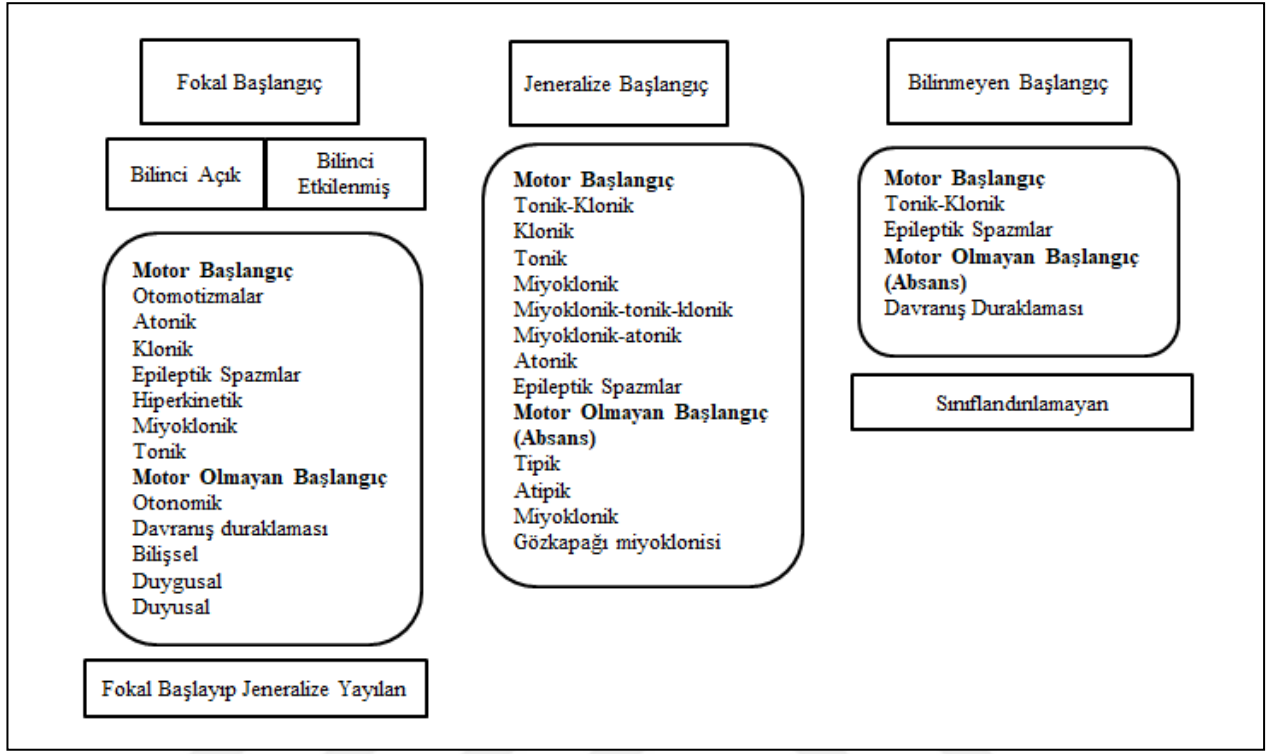 Fokal Başlangıç
Bilinci Açık
Bilinci
Etkilenmiş
Motor Başlangıç
Otomotizmalar
Atonik
Klonik
Epileptik Spazmlar
Hiperkinetik
Miyoklonik
Tonik
Motor Olmayan Başlangıç
Otonomik
Davranış duraklaması
Bilişsel
Duygusal
Duyusal
Fokal Başlayıp Jeneralize Yayılan
Jeneralize Başlangıç
Motor Başlangıç
Tonik-Klonik
Klonik
Tonik
Miyoklonik
Miyoklonik-tonik-klonik
Miyoklonik-atonik
Atonik
Epileptik Spazmlar
Motor Olmayan Başlangıç
(Absans)
Tipik
Atipik
Miyoklonik
Gözkapağı miyoklonisi
Bilinmeyen Başlangıç
Motor Başlangıç
Tonik-Klonik
Epileptik Spazmlar
Motor Olmayan Başlangıç
(Absans)
Davranış Duraklaması
Sınıflandırılamayan